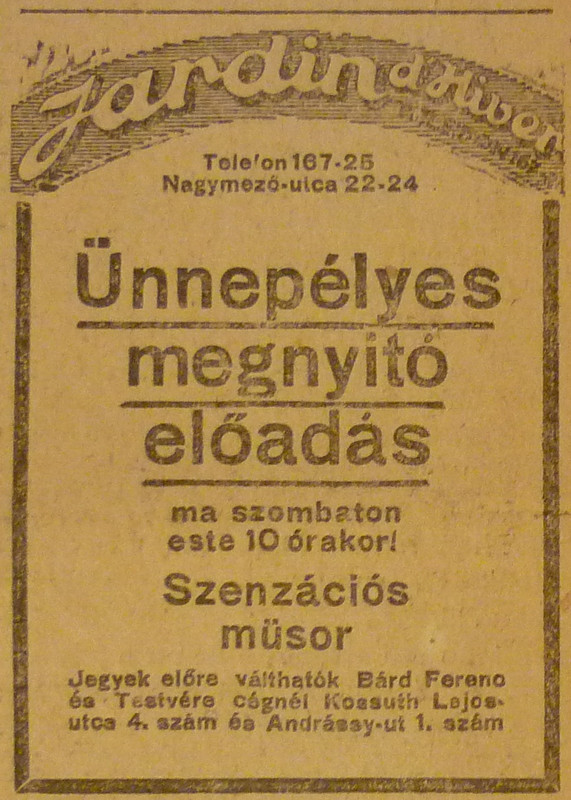 Jardin d'Hiver
Telefon 167-25
Nagymező-utca 22-24
Ünnepélyes
megnyitó
előadás
ma szombaton
este 10 órakor!
Szenzációs
műsor
Jegyek előre válthatók Bárd Ferenc
és Testvére cégnél Kossuth Lajos-
utca 4. szám és Andrássy-ut 1. szám